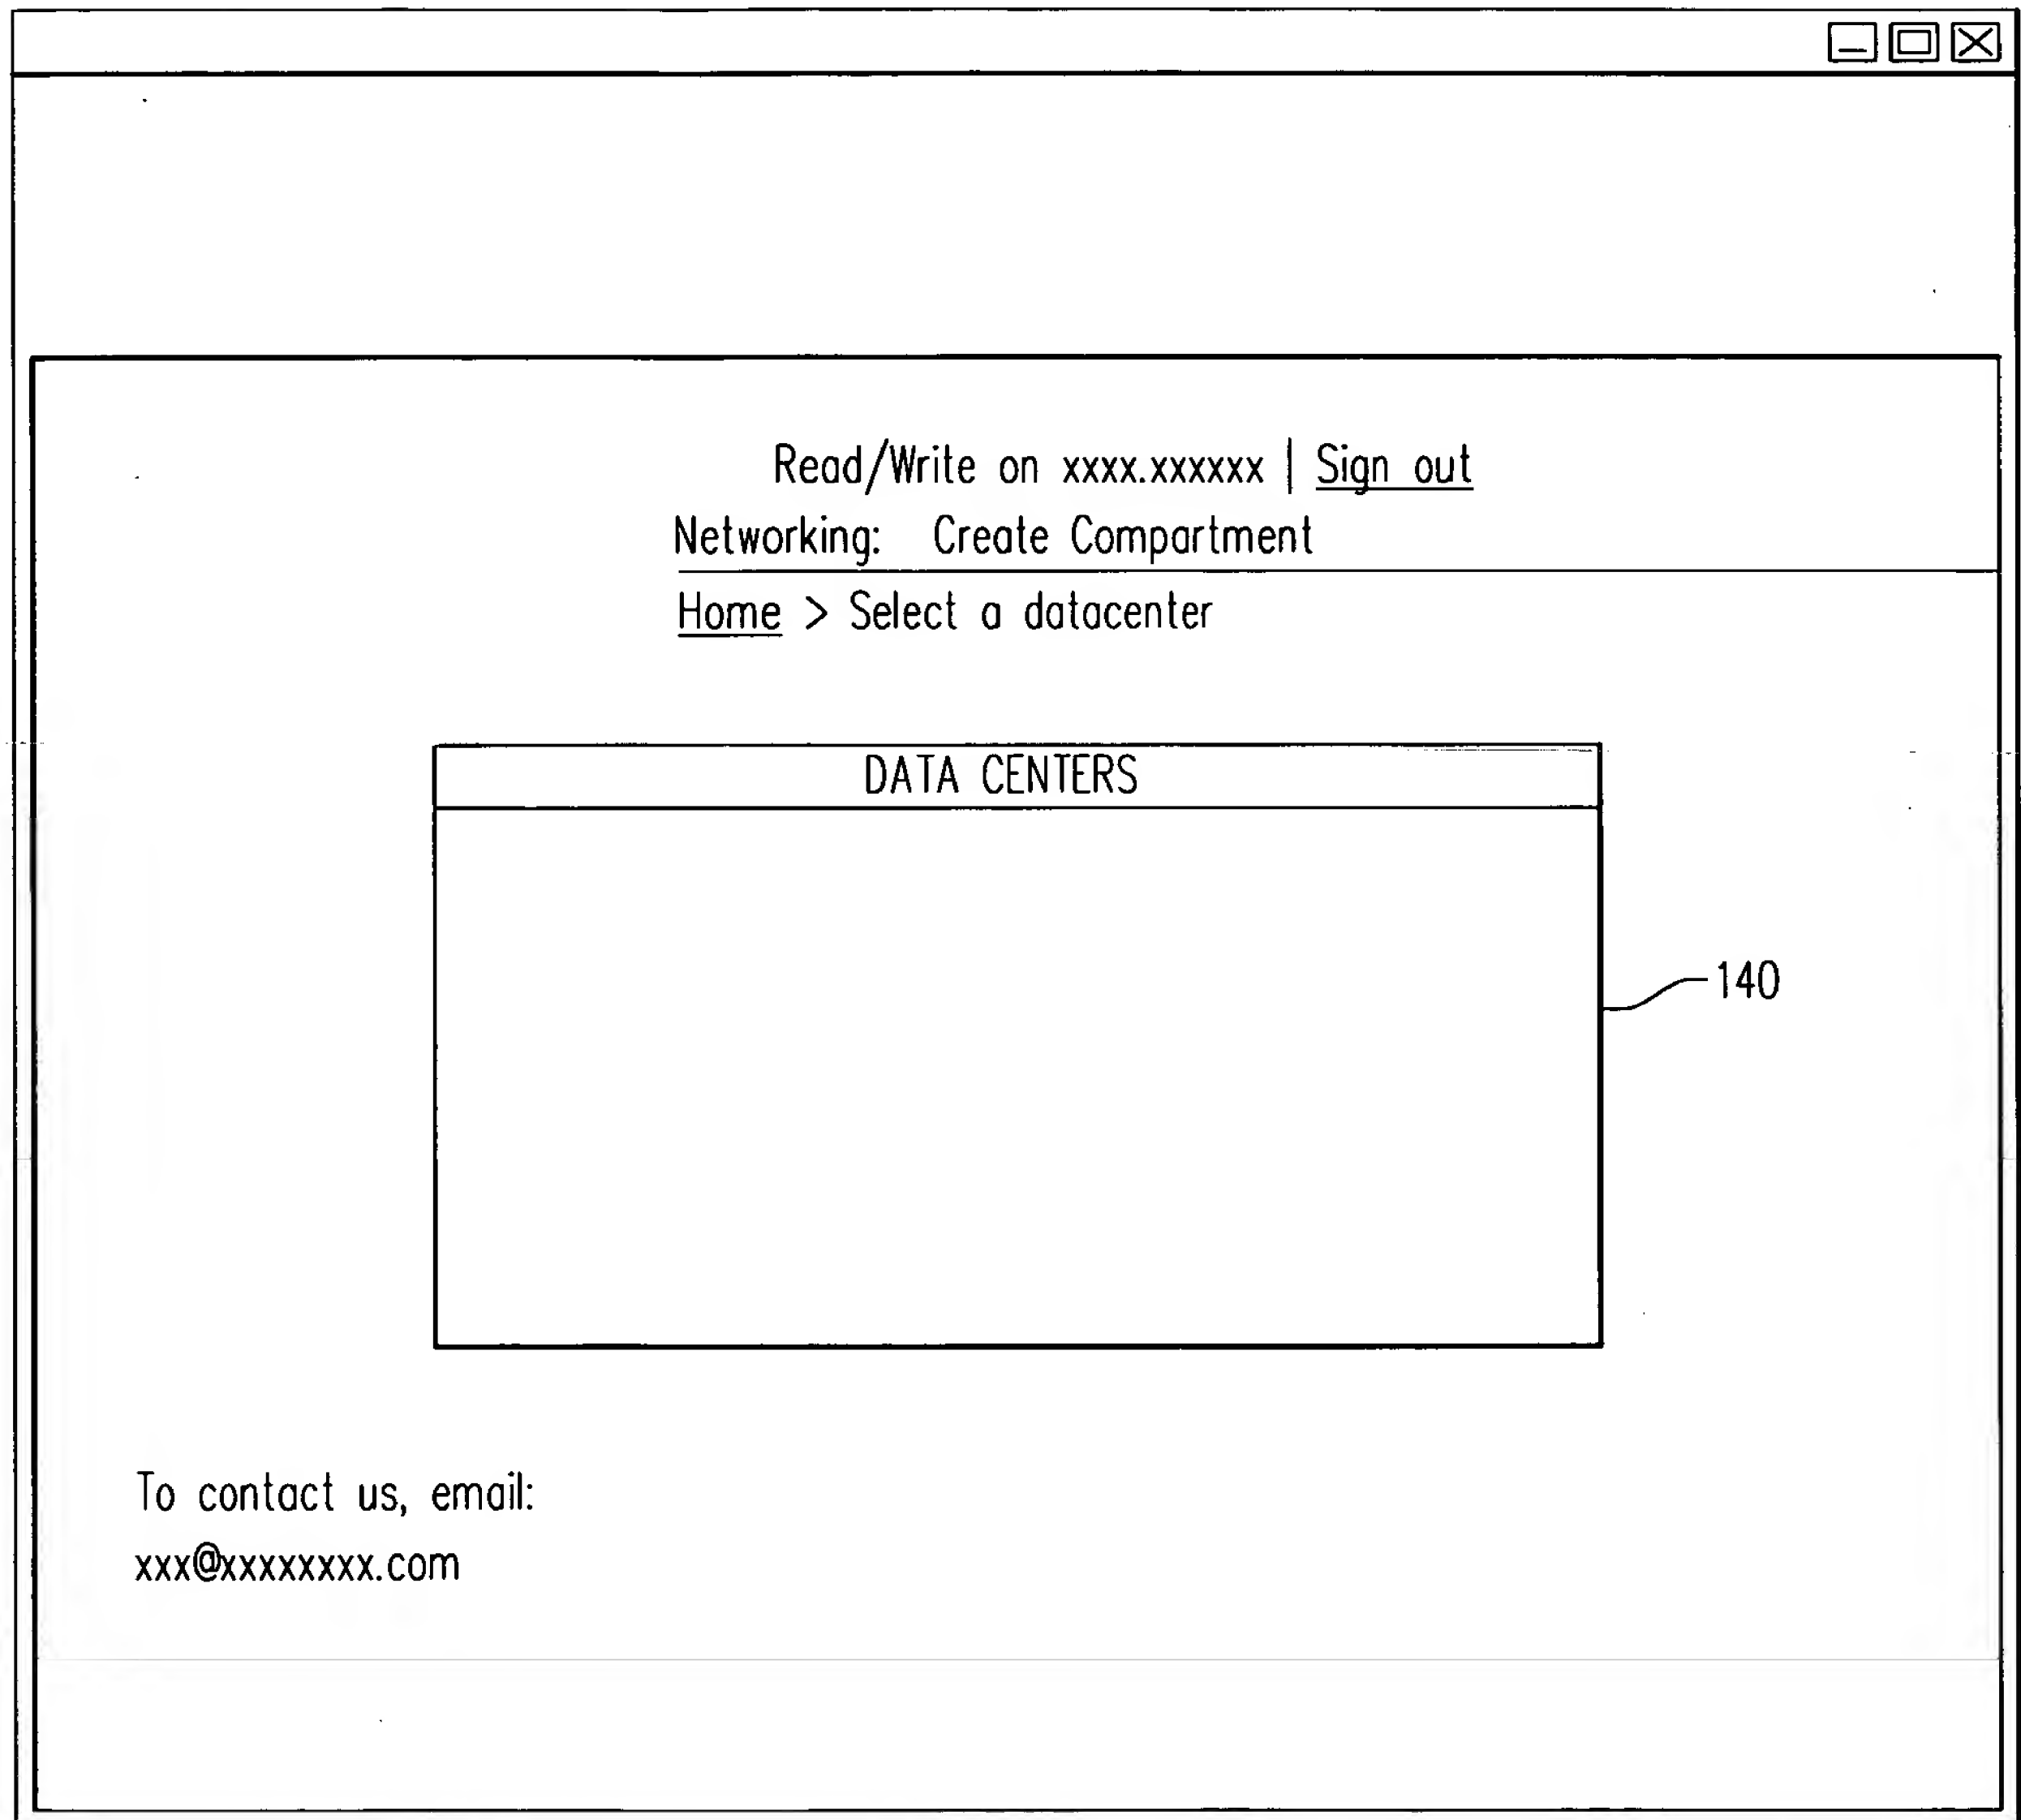 Read/Write on xxxx.xxxxxx | Sign out
Networking: Create Compartment
Home > Select a datacenter
DATA CENTERS
140
To contact us, email:
xxx@xxxxxxxx.com